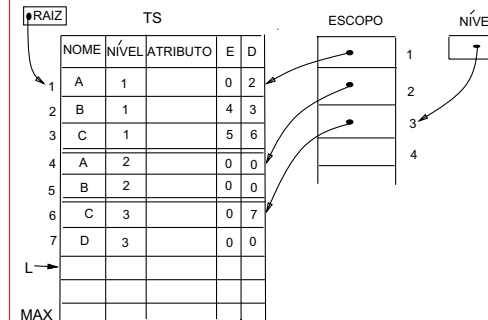 RAIZ TS ESCOPO NÍVE
NOME NÍVEL ATRIBUTO E D
1 A 1 0 2 1
2 B 1 4 3 2
3 C 1 5 6 3
4 A 2 0 0 4
5 B 2 0 0
6 C 3 0 7
7 D 3 0 0
L
MAX